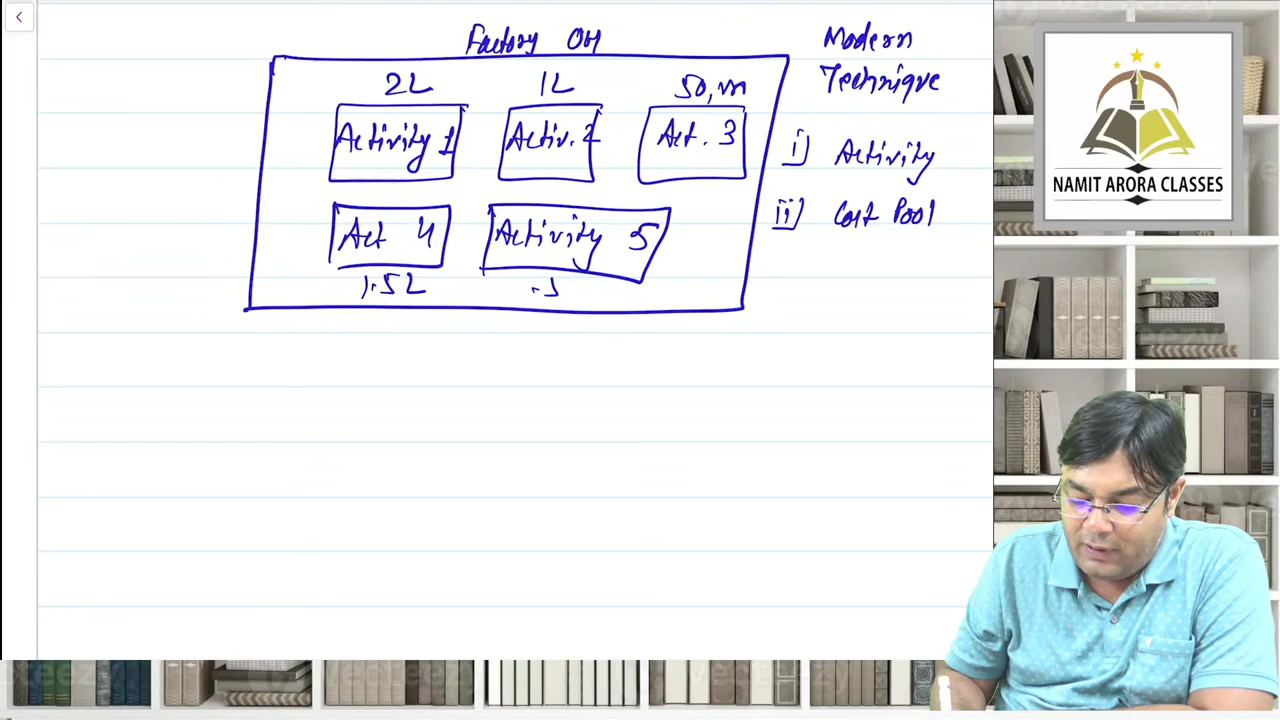 Factory OH
2L 1L 50,000
Activity 1 Activ. 2 Act. 3
Act 4 Activity 5
1.5L .5
Modern
Technique
i) Activity
ii) Cost Pool
NAMIT ARORA CLASSES